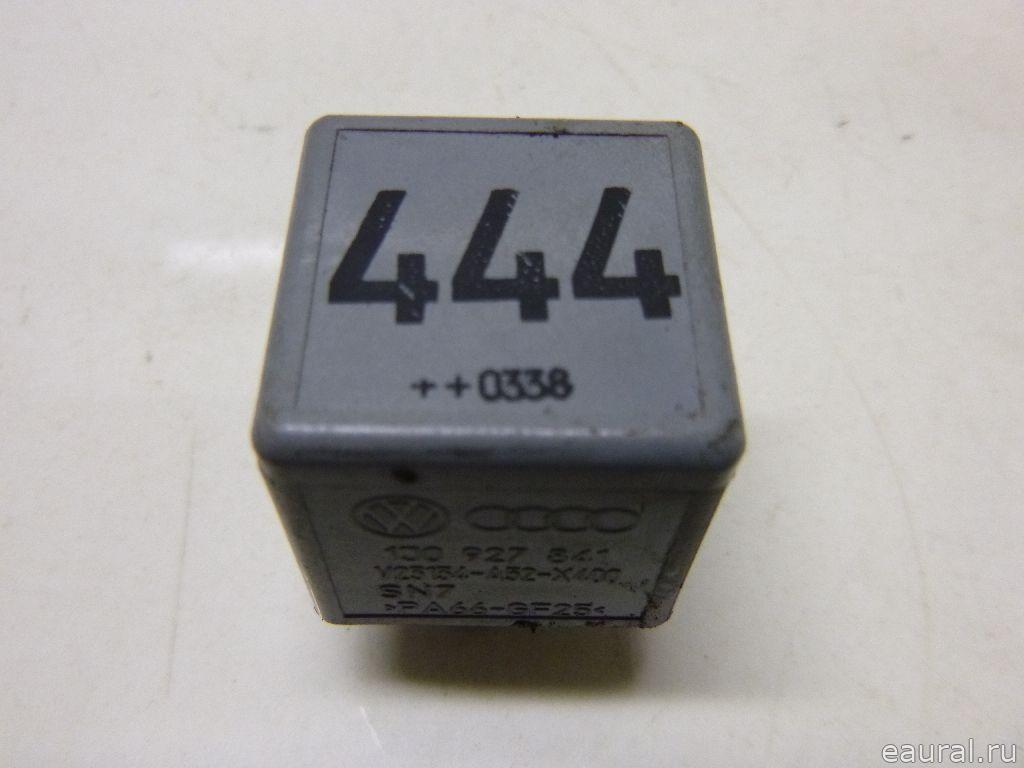 444
++0338
1J0 927 841
V23134-A52-X400
SN7
>PA66-GF25<
eaural.ru